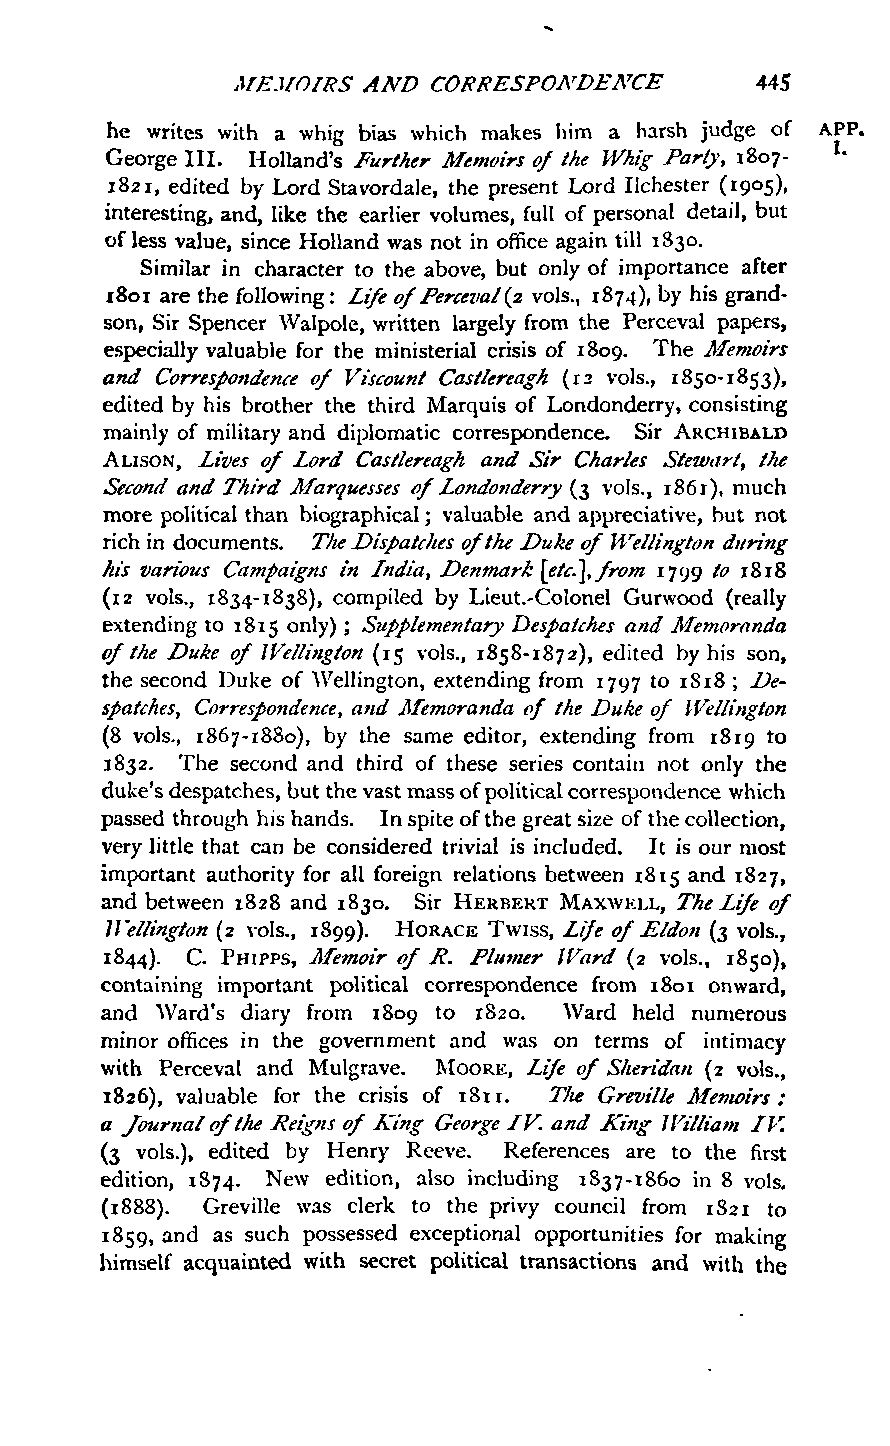 MEMOIRS AND CORRESPONDENCE 445
he writes with a whig bias which makes him a harsh judge of APP.
George III. Holland's Further Memoirs of the Whig Party, 1807- I.
1821, edited by Lord Stavordale, the present Lord Ilchester (1905),
interesting, and, like the earlier volumes, full of personal detail, but
of less value, since Holland was not in office again till 1830.
Similar in character to the above, but only of importance after
1801 are the following: Life of Perceval (2 vols., 1874), by his grand-
son, Sir Spencer Walpole, written largely from the Perceval papers,
especially valuable for the ministerial crisis of 1809. The Memoirs
and Correspondence of Viscount Castlereagh (12 vols., 1850-1853),
edited by his brother the third Marquis of Londonderry, consisting
mainly of military and diplomatic correspondence. Sir ARCHIBALD
ALISON, Lives of Lord Castlereagh and Sir Charles Stewart, the
Second and Third Marquesses of Londonderry (3 vols., 1861), much
more political than biographical; valuable and appreciative, but not
rich in documents. The Dispatches of the Duke of Wellington during
his various Campaigns in India, Denmark [etc.], from 1799 to 1818
(12 vols., 1834-1838), compiled by Lieut.-Colonel Gurwood (really
extending to 1815 only); Supplementary Despatches and Memoranda
of the Duke of Wellington (15 vols., 1858-1872), edited by his son,
the second Duke of Wellington, extending from 1797 to 1818; De-
spatches, Correspondence, and Memoranda of the Duke of Wellington
(8 vols., 1867-1880), by the same editor, extending from 1819 to
1832. The second and third of these series contain not only the
duke's despatches, but the vast mass of political correspondence which
passed through his hands. In spite of the great size of the collection,
very little that can be considered trivial is included. It is our most
important authority for all foreign relations between 1815 and 1827,
and between 1828 and 1830. Sir HERBERT MAXWELL, The Life of
Wellington (2 vols., 1899). HORACE TWISS, Life of Eldon (3 vols.,
1844). C. PHIPPS, Memoir of R. Plumer Ward (2 vols., 1850),
containing important political correspondence from 1801 onward,
and Ward's diary from 1809 to 1820. Ward held numerous
minor offices in the government and was on terms of intimacy
with Perceval and Mulgrave. MOORE, Life of Sheridan (2 vols.,
1826), valuable for the crisis of 1811. The Greville Memoirs:
a Journal of the Reigns of King George IV. and King William IV.
(3 vols.), edited by Henry Reeve. References are to the first
edition, 1874. New edition, also including 1837-1860 in 8 vols.
(1888). Greville was clerk to the privy council from 1821 to
1859, and as such possessed exceptional opportunities for making
himself acquainted with secret political transactions and with the